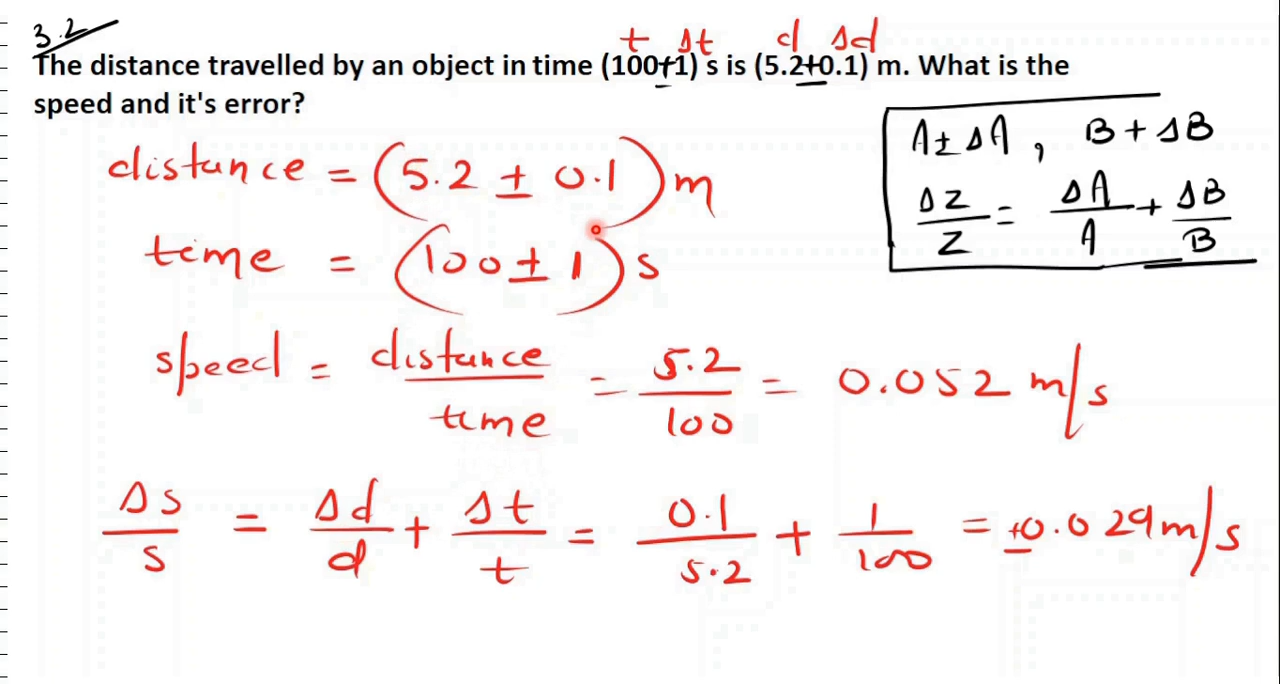 3.2
t Δt d Δd
The distance travelled by an object in time (100±1) s is (5.2±0.1) m. What is the
speed and it's error?
A ± ΔA , B + ΔB
ΔZ/Z = ΔA/A + ΔB/B
distance = (5.2 ± 0.1) m
time = (100 ± 1) s
speed = distance/time = 5.2/100 = 0.052 m/s
Δs/s = Δd/d + Δt/t = 0.1/5.2 + 1/100 = ±0.029 m/s